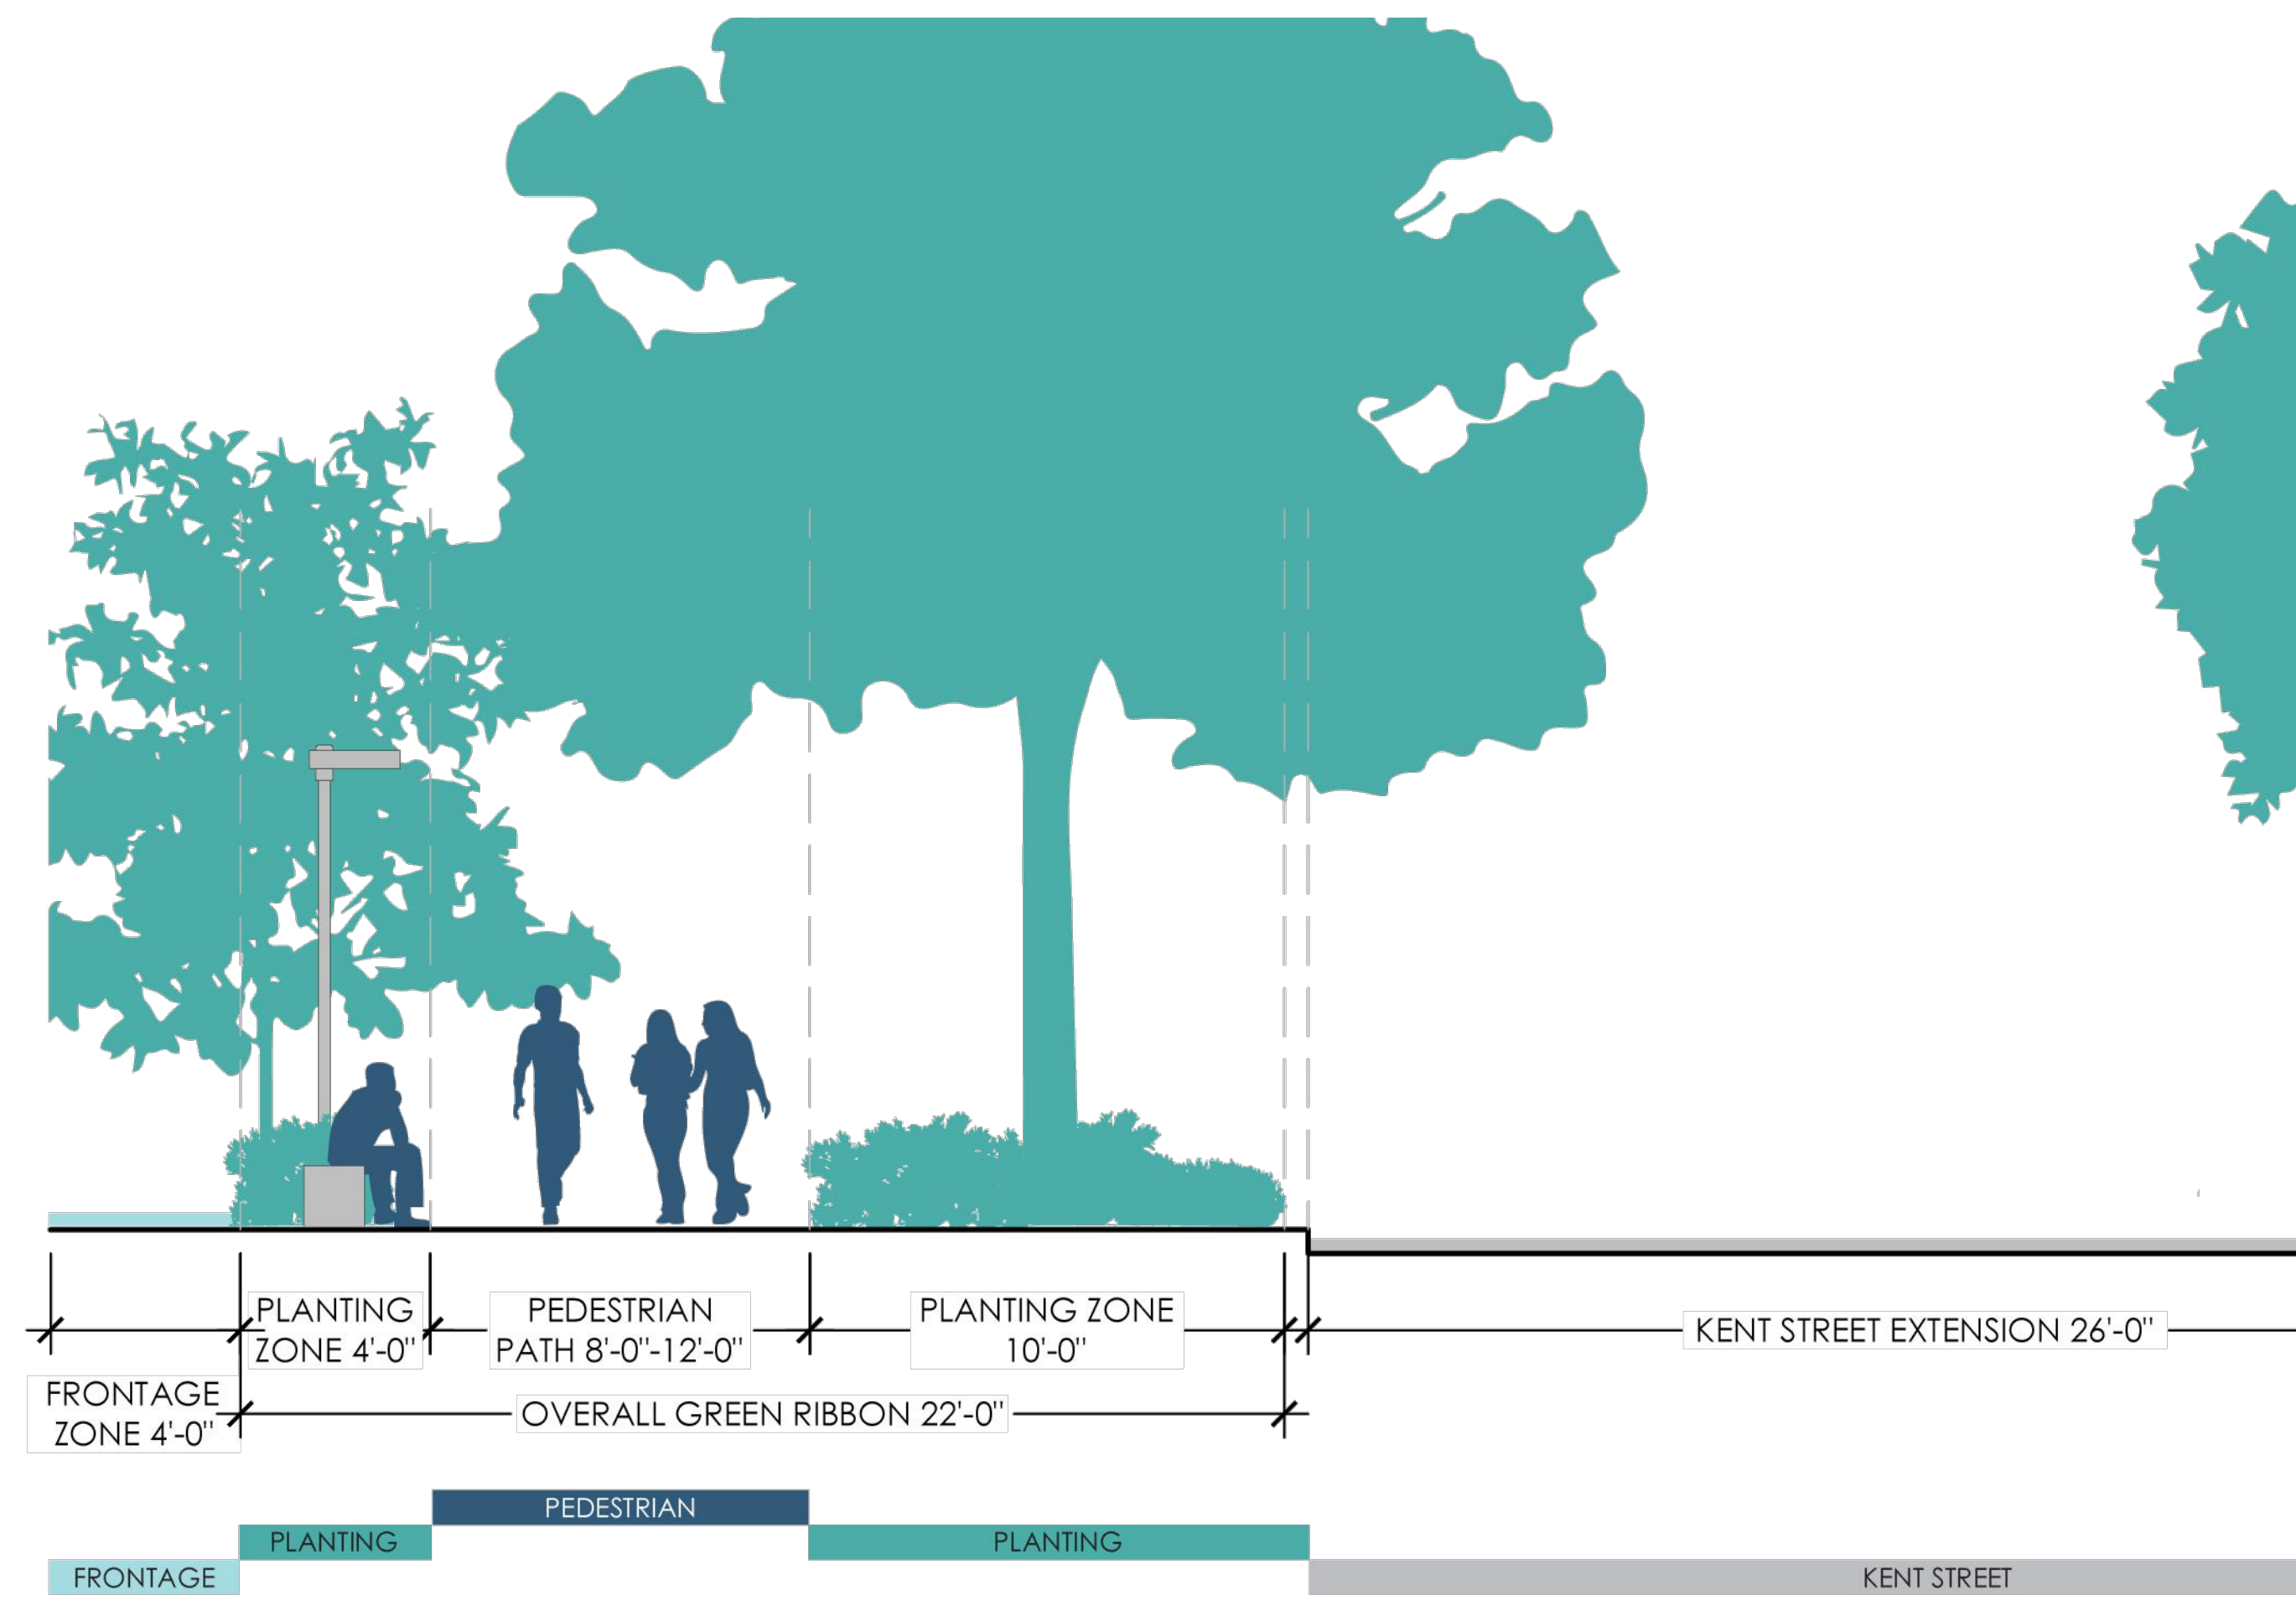 PLANTING
ZONE 4'-0"
PEDESTRIAN
PATH 8'-0"-12'-0"
PLANTING ZONE
10'-0"
KENT STREET EXTENSION 26'-0"
FRONTAGE
ZONE 4'-0"
OVERALL GREEN RIBBON 22'-0"
PEDESTRIAN
PLANTING
PLANTING
FRONTAGE
KENT STREET